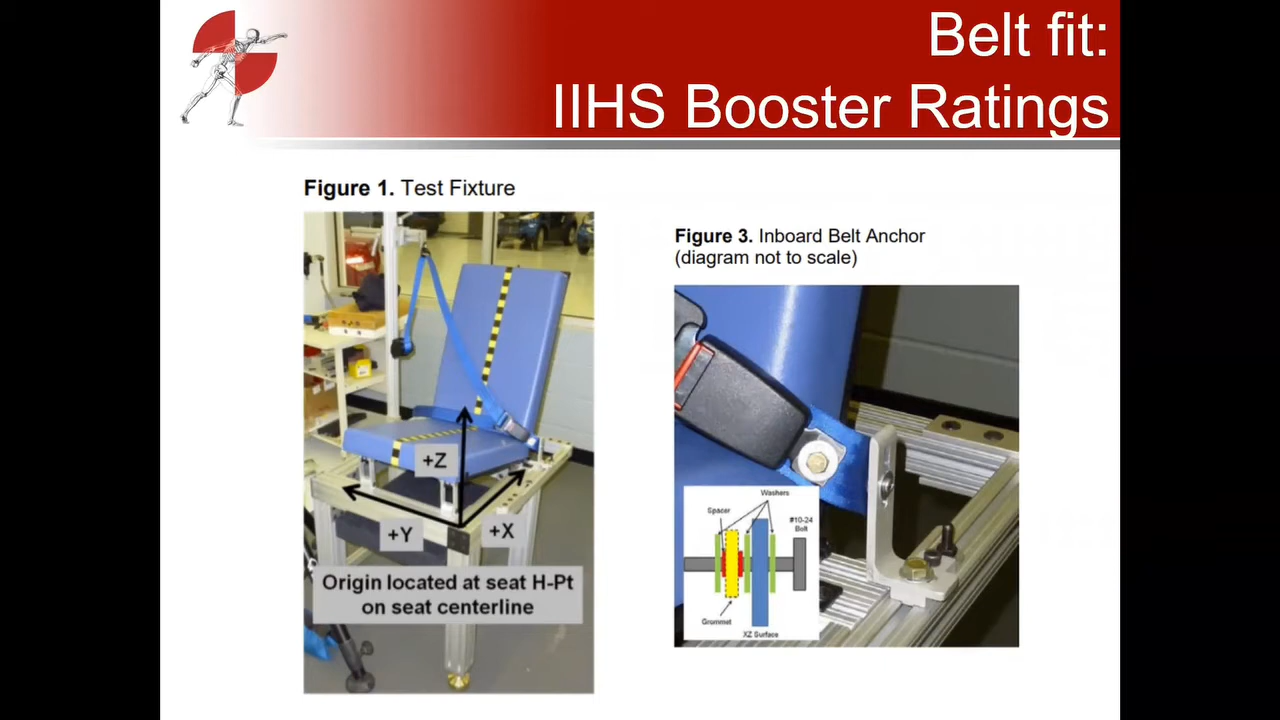 Belt fit:
IIHS Booster Ratings
Figure 1. Test Fixture
+Z
+Y
+X
Origin located at seat H-Pt
on seat centerline
Figure 3. Inboard Belt Anchor
(diagram not to scale)
Washers
Spacer
#10-24
Bolt
Grommet
XZ Surface